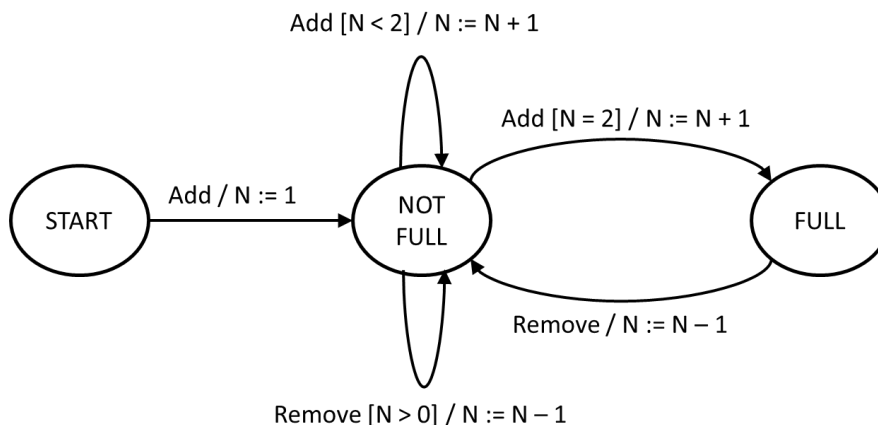 Add [N < 2] / N := N + 1
Add [N = 2] / N := N + 1
Add / N := 1
START
NOT
FULL
FULL
Remove / N := N – 1
Remove [N > 0] / N := N – 1